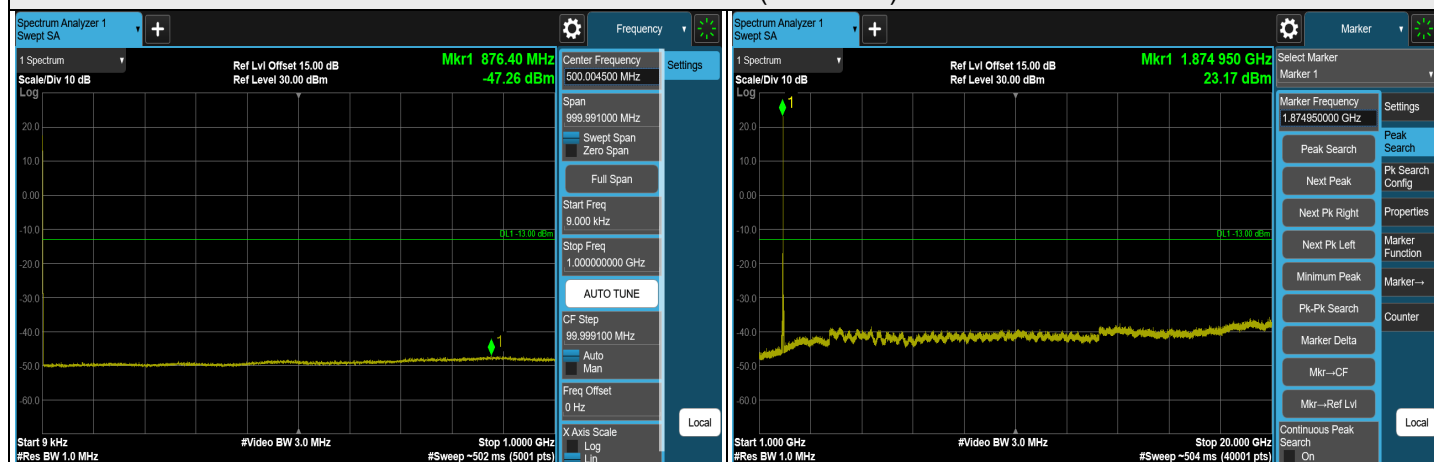 Spectrum Analyzer 1
Swept SA
+
Frequency
1 Spectrum
Ref Lvl Offset 15.00 dB
Mkr1 876.40 MHz
Scale/Div 10 dB
Ref Level 30.00 dBm
-47.26 dBm
Log
1
20.0
10.0
0.00
-10.0
DL1 -13.00 dBm
-20.0
-30.0
-40.0
-50.0
-60.0
Start 9 kHz
#Video BW 3.0 MHz
Stop 1.0000 GHz
#Res BW 1.0 MHz
#Sweep ~502 ms (5001 pts)
Center Frequency
500.004500 MHz
Settings
Span
999.991000 MHz
Swept Span
Zero Span
Full Span
Start Freq
9.000 kHz
Stop Freq
1.000000000 GHz
AUTO TUNE
CF Step
99.999100 MHz
Auto
Man
Freq Offset
0 Hz
X Axis Scale
Log
Lin
Local
Spectrum Analyzer 1
Swept SA
+
Marker
1 Spectrum
Ref Lvl Offset 15.00 dB
Mkr1 1.874 950 GHz
Scale/Div 10 dB
Ref Level 30.00 dBm
23.17 dBm
Log
1
20.0
10.0
0.00
-10.0
DL1 -13.00 dBm
-20.0
-30.0
-40.0
-50.0
-60.0
Start 1.000 GHz
#Video BW 3.0 MHz
Stop 20.000 GHz
#Res BW 1.0 MHz
#Sweep ~504 ms (40001 pts)
Select Marker
Marker 1
Marker Frequency
1.874950000 GHz
Peak Search
Next Peak
Next Pk Right
Next Pk Left
Minimum Peak
Pk-Pk Search
Marker Delta
Mkr→CF
Mkr→Ref Lvl
Continuous Peak
Search
On
Settings
Peak
Search
Pk Search
Config
Properties
Marker
Function
Marker→
Counter
Local